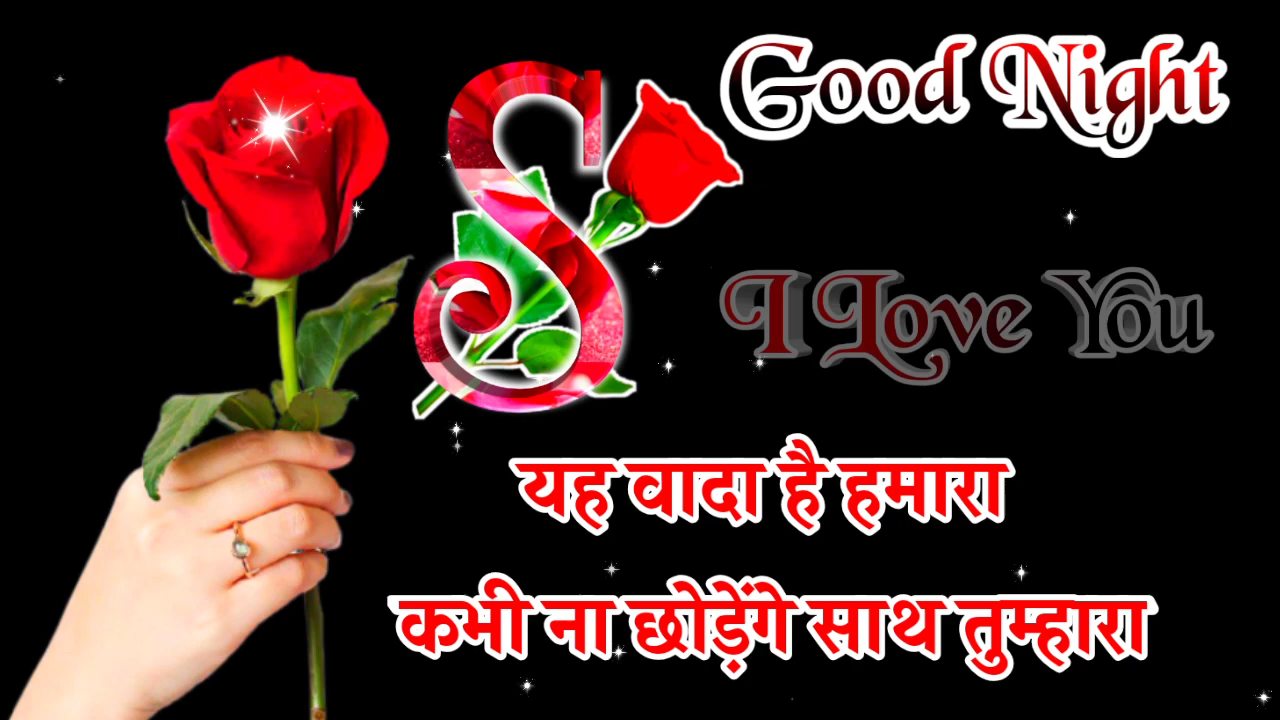 S
Good Night
I Love You
यह वादा है हमारा
कभी ना छोड़ेंगे साथ तुम्हारा